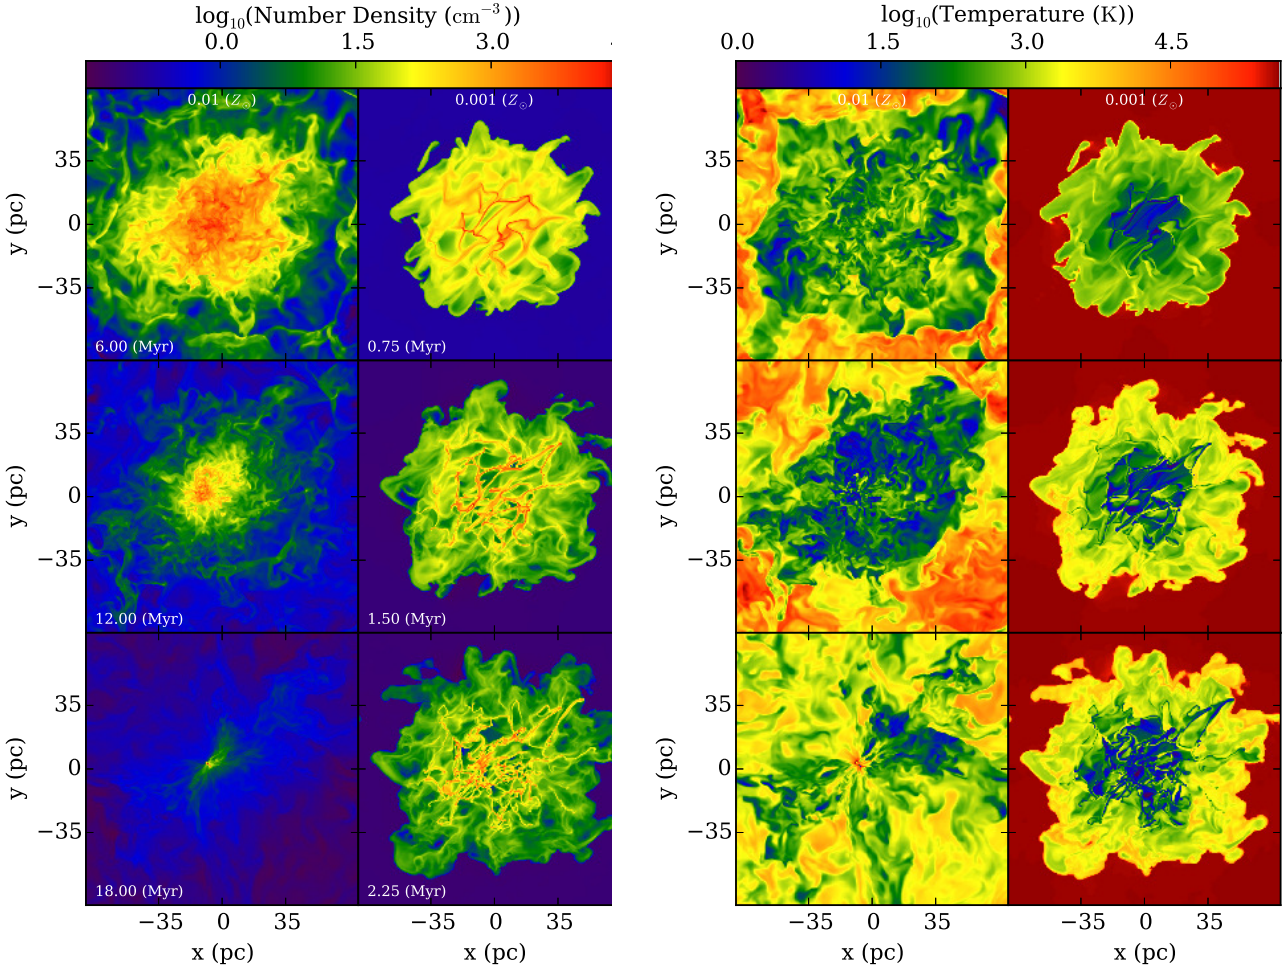 log₁₀(Number Density (cm⁻³))
0.0 1.5 3.0
0.01 (Z☉) 0.001 (Z☉)
35
0
−35
y (pc)
6.00 (Myr) 0.75 (Myr)
35
0
−35
y (pc)
12.00 (Myr) 1.50 (Myr)
35
0
−35
y (pc)
18.00 (Myr) 2.25 (Myr)
−35 0 35 −35 0 35
x (pc) x (pc)
log₁₀(Temperature (K))
0.0 1.5 3.0 4.5
0.01 (Z☉) 0.001 (Z☉)
35
0
−35
y (pc)
35
0
−35
y (pc)
35
0
−35
y (pc)
−35 0 35 −35 0 35
x (pc) x (pc)